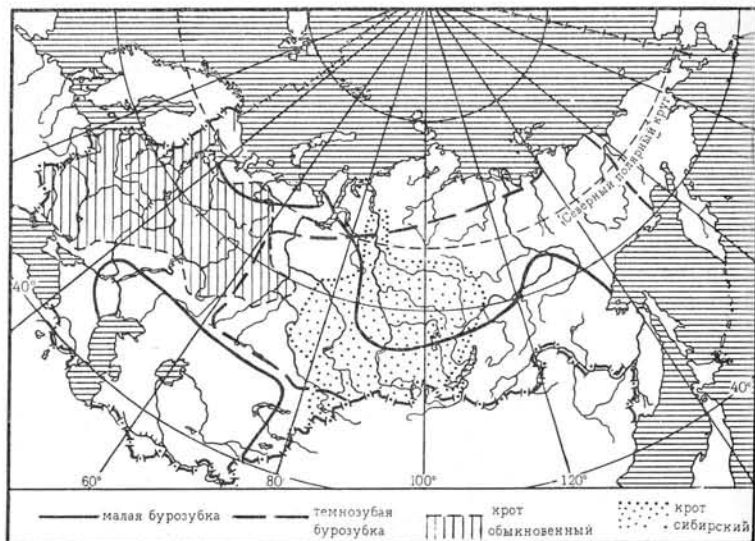 Северный полярный круг
40°
40°
60°
80°
100°
120°
малая бурозубка
темнозубая
бурозубка
крот
обыкновенный
крот
сибирский